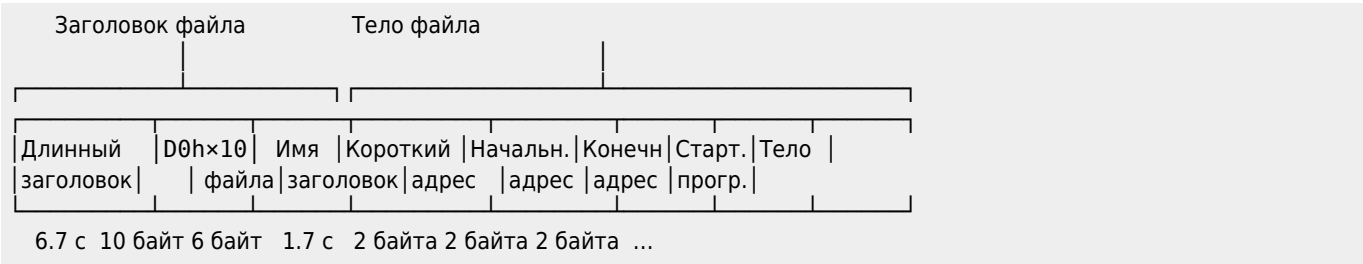 Заголовок файла Тело файла
│Длинный │D0h×10│ Имя │Короткий │Начальн.│Конечн│Старт.│Тело │
│заголовок│ │ файла│заголовок│адрес │адрес │адрес │прогр.│
6.7 с 10 байт 6 байт 1.7 с 2 байта 2 байта 2 байта …